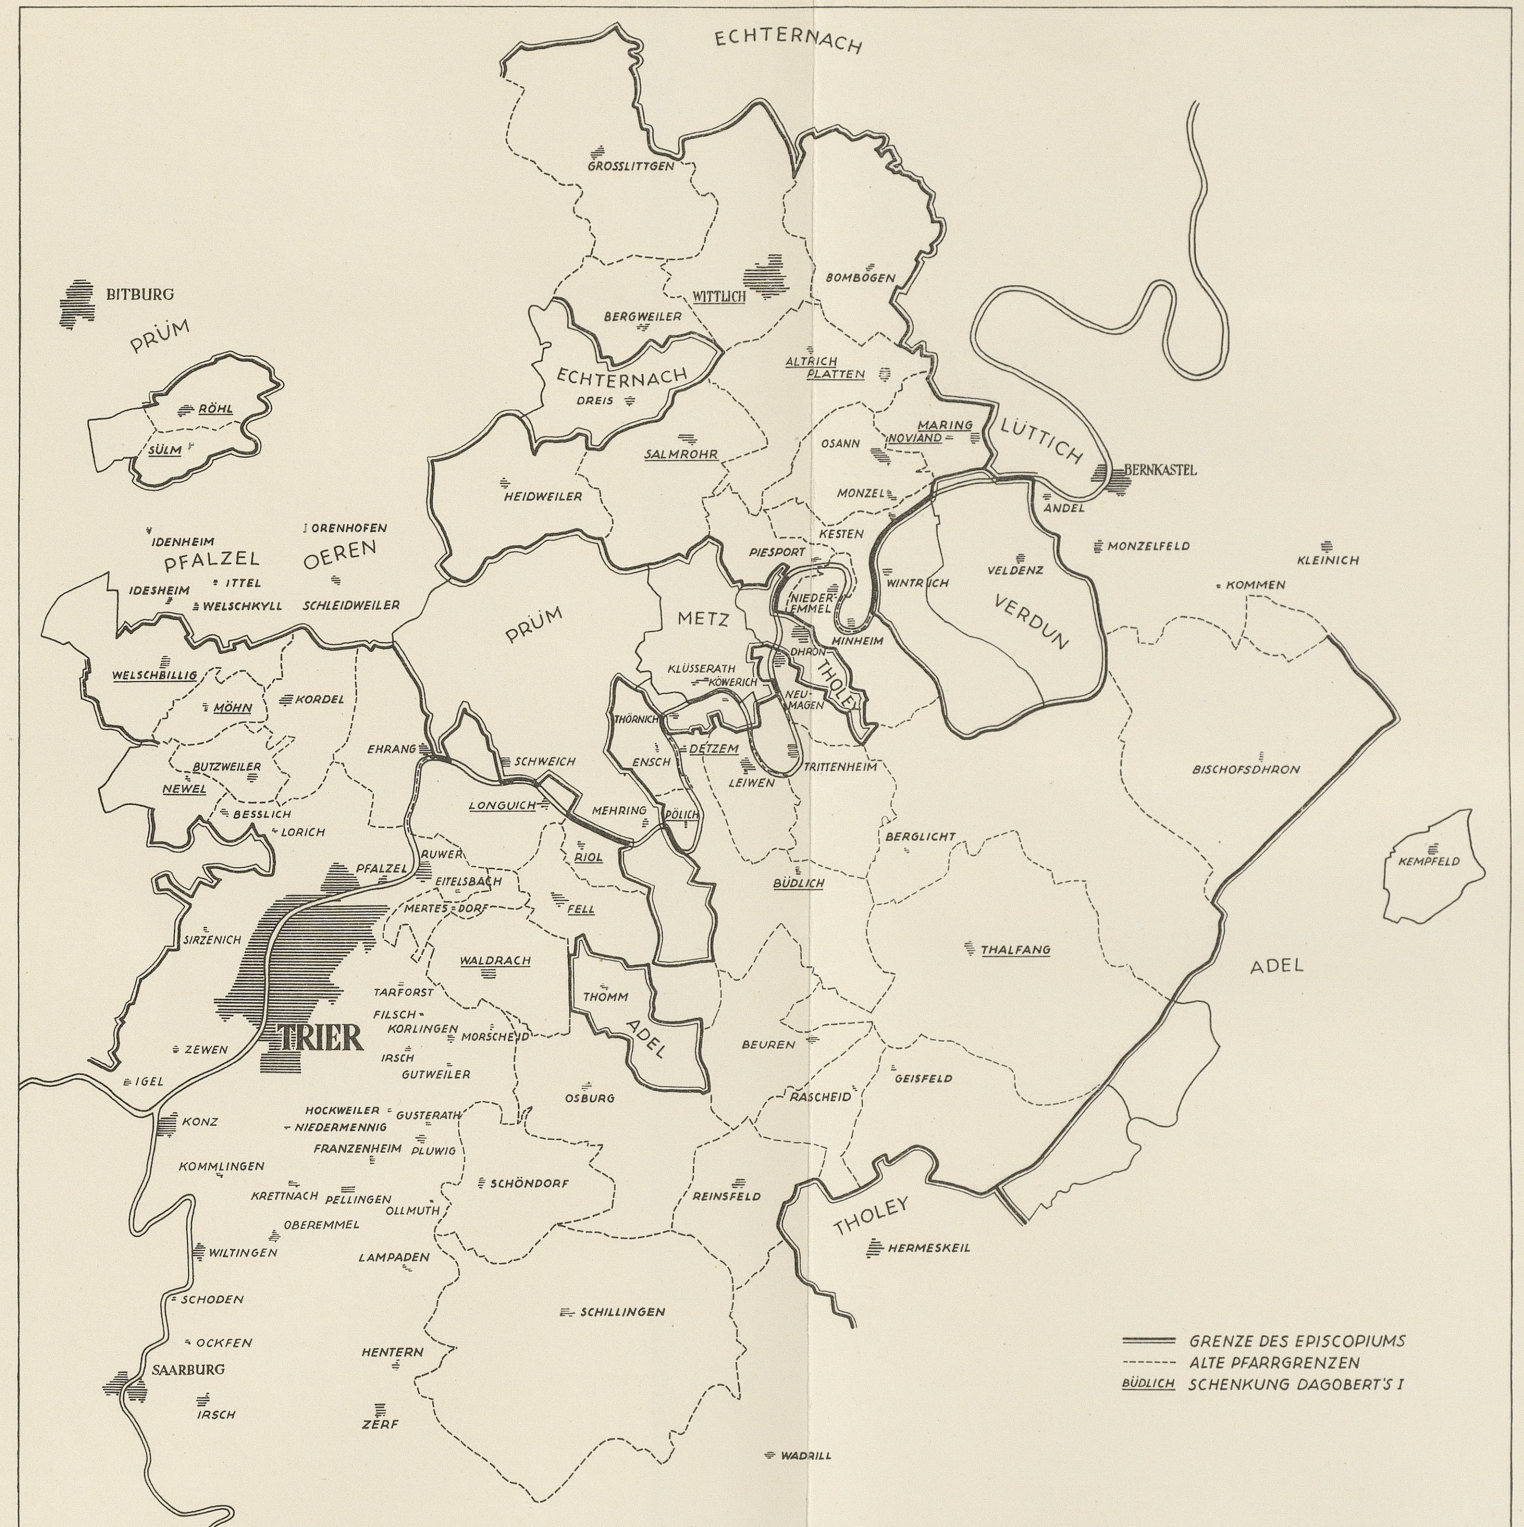 ECHTERNACH
GROSSLITTGEN
BOMBOGEN
WITTLICH
BITBURG
PRÜM
BERGWEILER
ALTRICH
PLATTEN
ECHTERNACH
DREIS
RÖHL
SÜLM
MARING
NOVIAND
LÜTTICH
OSANN
SALMROHR
BERNKASTEL
HEIDWEILER
MONZEL
ANDEL
ORENHOFEN
KESTEN
IDENHEIM
PFALZEL
OEREN
PIESPORT
MONZELFELD
KLEINICH
VELDENZ
WINTRICH
KOMMEN
ITTEL
IDESHEIM
WELSCHKYLL
SCHLEIDWEILER
NIEDER-
EMMEL
VERDUN
PRÜM
METZ
MINHEIM
DHRON
THOLEY
KLÜSSERATH
KÖWERICH
WELSCHBILLIG
MÖHN
KORDEL
NEU-
MAGEN
THÖRNICH
EHRANG
DETZEM
SCHWEICH
ENSCH
TRITTENHEIM
LEIWEN
BISCHOFSDHRON
BUTZWEILER
NEWEL
LONGUICH
MEHRING
PÖLICH
BESSLICH
LORICH
BERGLICHT
RUWER
RIOL
KEMPFELD
PFALZEL
EITELSBACH
BÜDLICH
MERTESDORF
FELL
SIRZENICH
THALFANG
WALDRACH
ADEL
TARFORST
THOMM
FILSCH
KORLINGEN
MORSCHEID
ADEL
TRIER
ZEWEN
IRSCH
GUTWEILER
BEUREN
IGEL
GEISFELD
OSBURG
RASCHEID
HOCKWEILER
GUSTERATH
KONZ
NIEDERMENNIG
FRANZENHEIM
PLUWIG
KOMMLINGEN
SCHÖNDORF
KRETTNACH
PELLINGEN
OLLMUTH
REINSFELD
THOLEY
OBEREMMEL
HERMESKEIL
WILTINGEN
LAMPADEN
SCHODEN
SCHILLINGEN
OCKFEN
HENTERN
SAARBURG
IRSCH
ZERF
WADRILL
GRENZE DES EPISCOPIUMS
ALTE PFARRGRENZEN
BÜDLICH SCHENKUNG DAGOBERT'S I